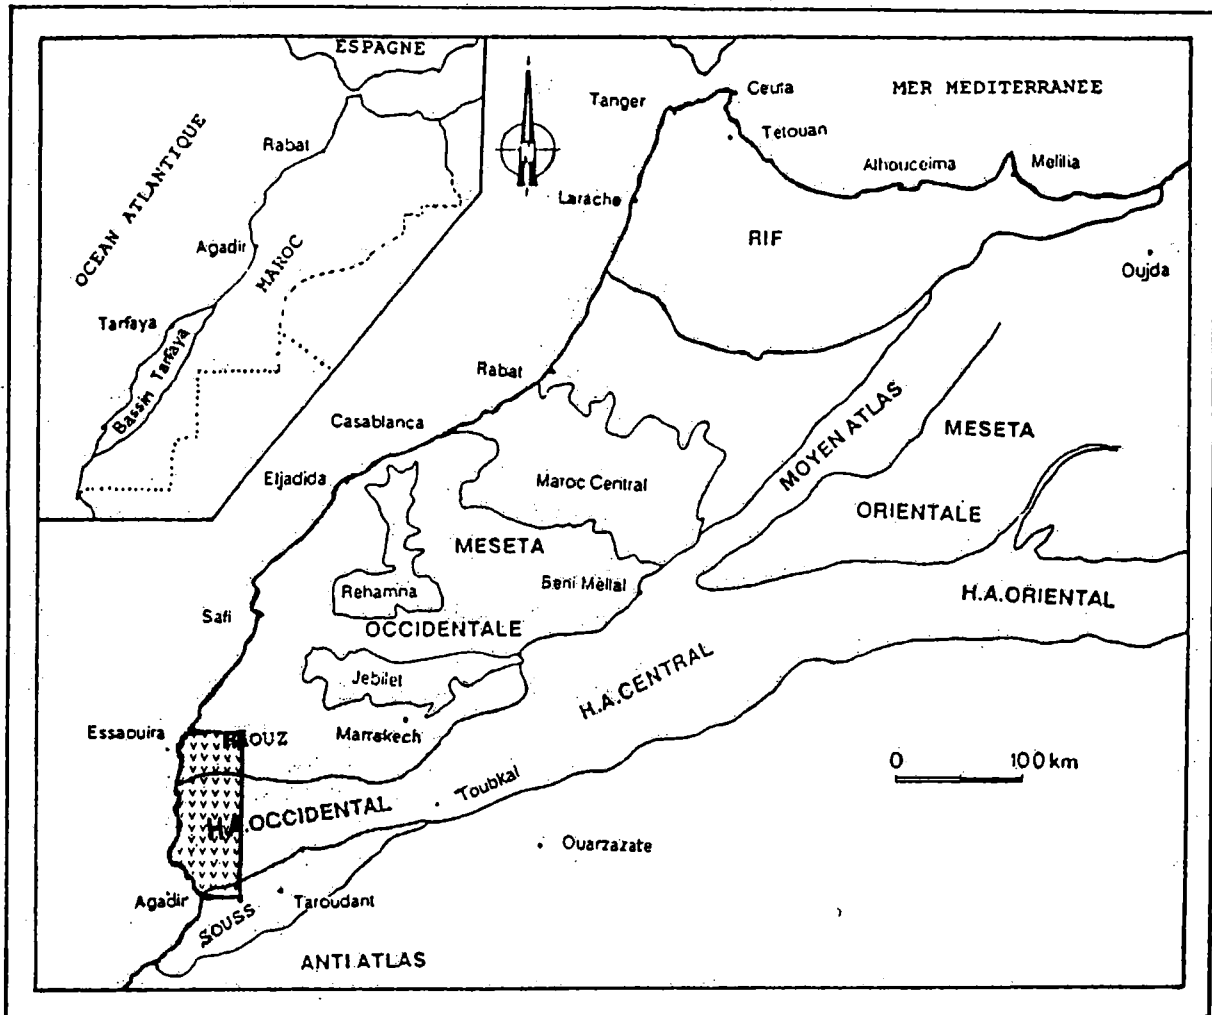 ESPAGNE
OCEAN ATLANTIQUE
Rabat
Agadir
MAROC
Tarfaya
Bassin Tarfaya
MER MEDITERRANEE
Tanger
Ceuta
Tetouan
Alhouceima
Melilia
Larache
RIF
Oujda
Rabat
Casablanca
Eljadida
Maroc Central
MOYEN ATLAS
MESETA
ORIENTALE
MESETA
Rehamna
Beni Mellal
H.A.ORIENTAL
Safi
OCCIDENTALE
Jebilet
H.A.CENTRAL
Essaouira
HAOUZ
Marrakech
0 100 km
Toubkal
H.A.OCCIDENTAL
Ouarzazate
Agadir
Taroudant
SOUSS
ANTI ATLAS